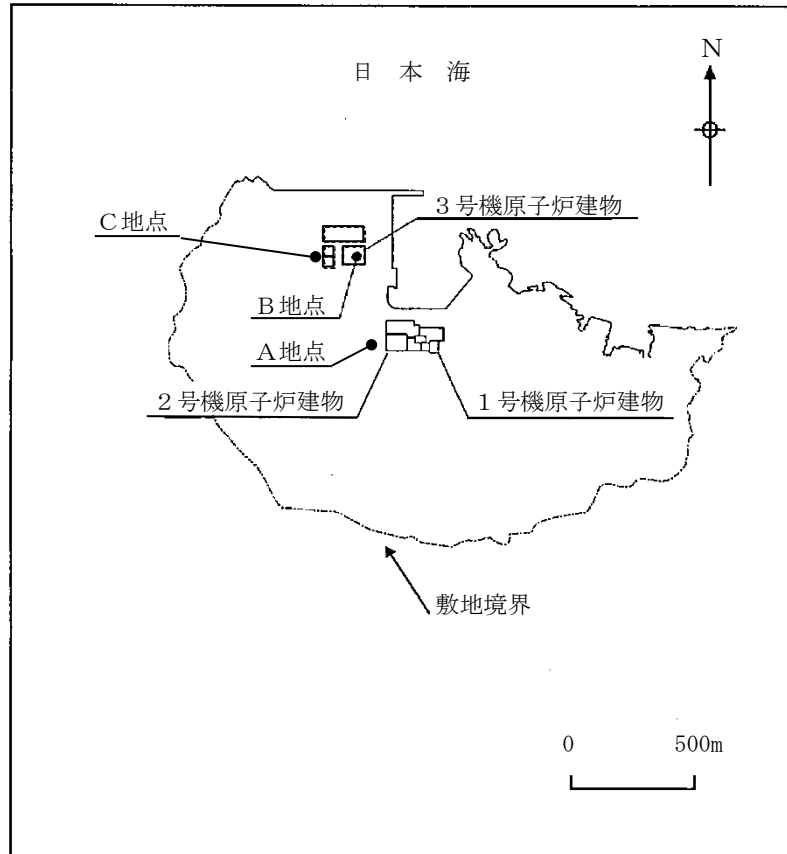 日 本 海
N
C地点
3号機原子炉建物
B地点
A地点
2号機原子炉建物
1号機原子炉建物
敷地境界
0 500m